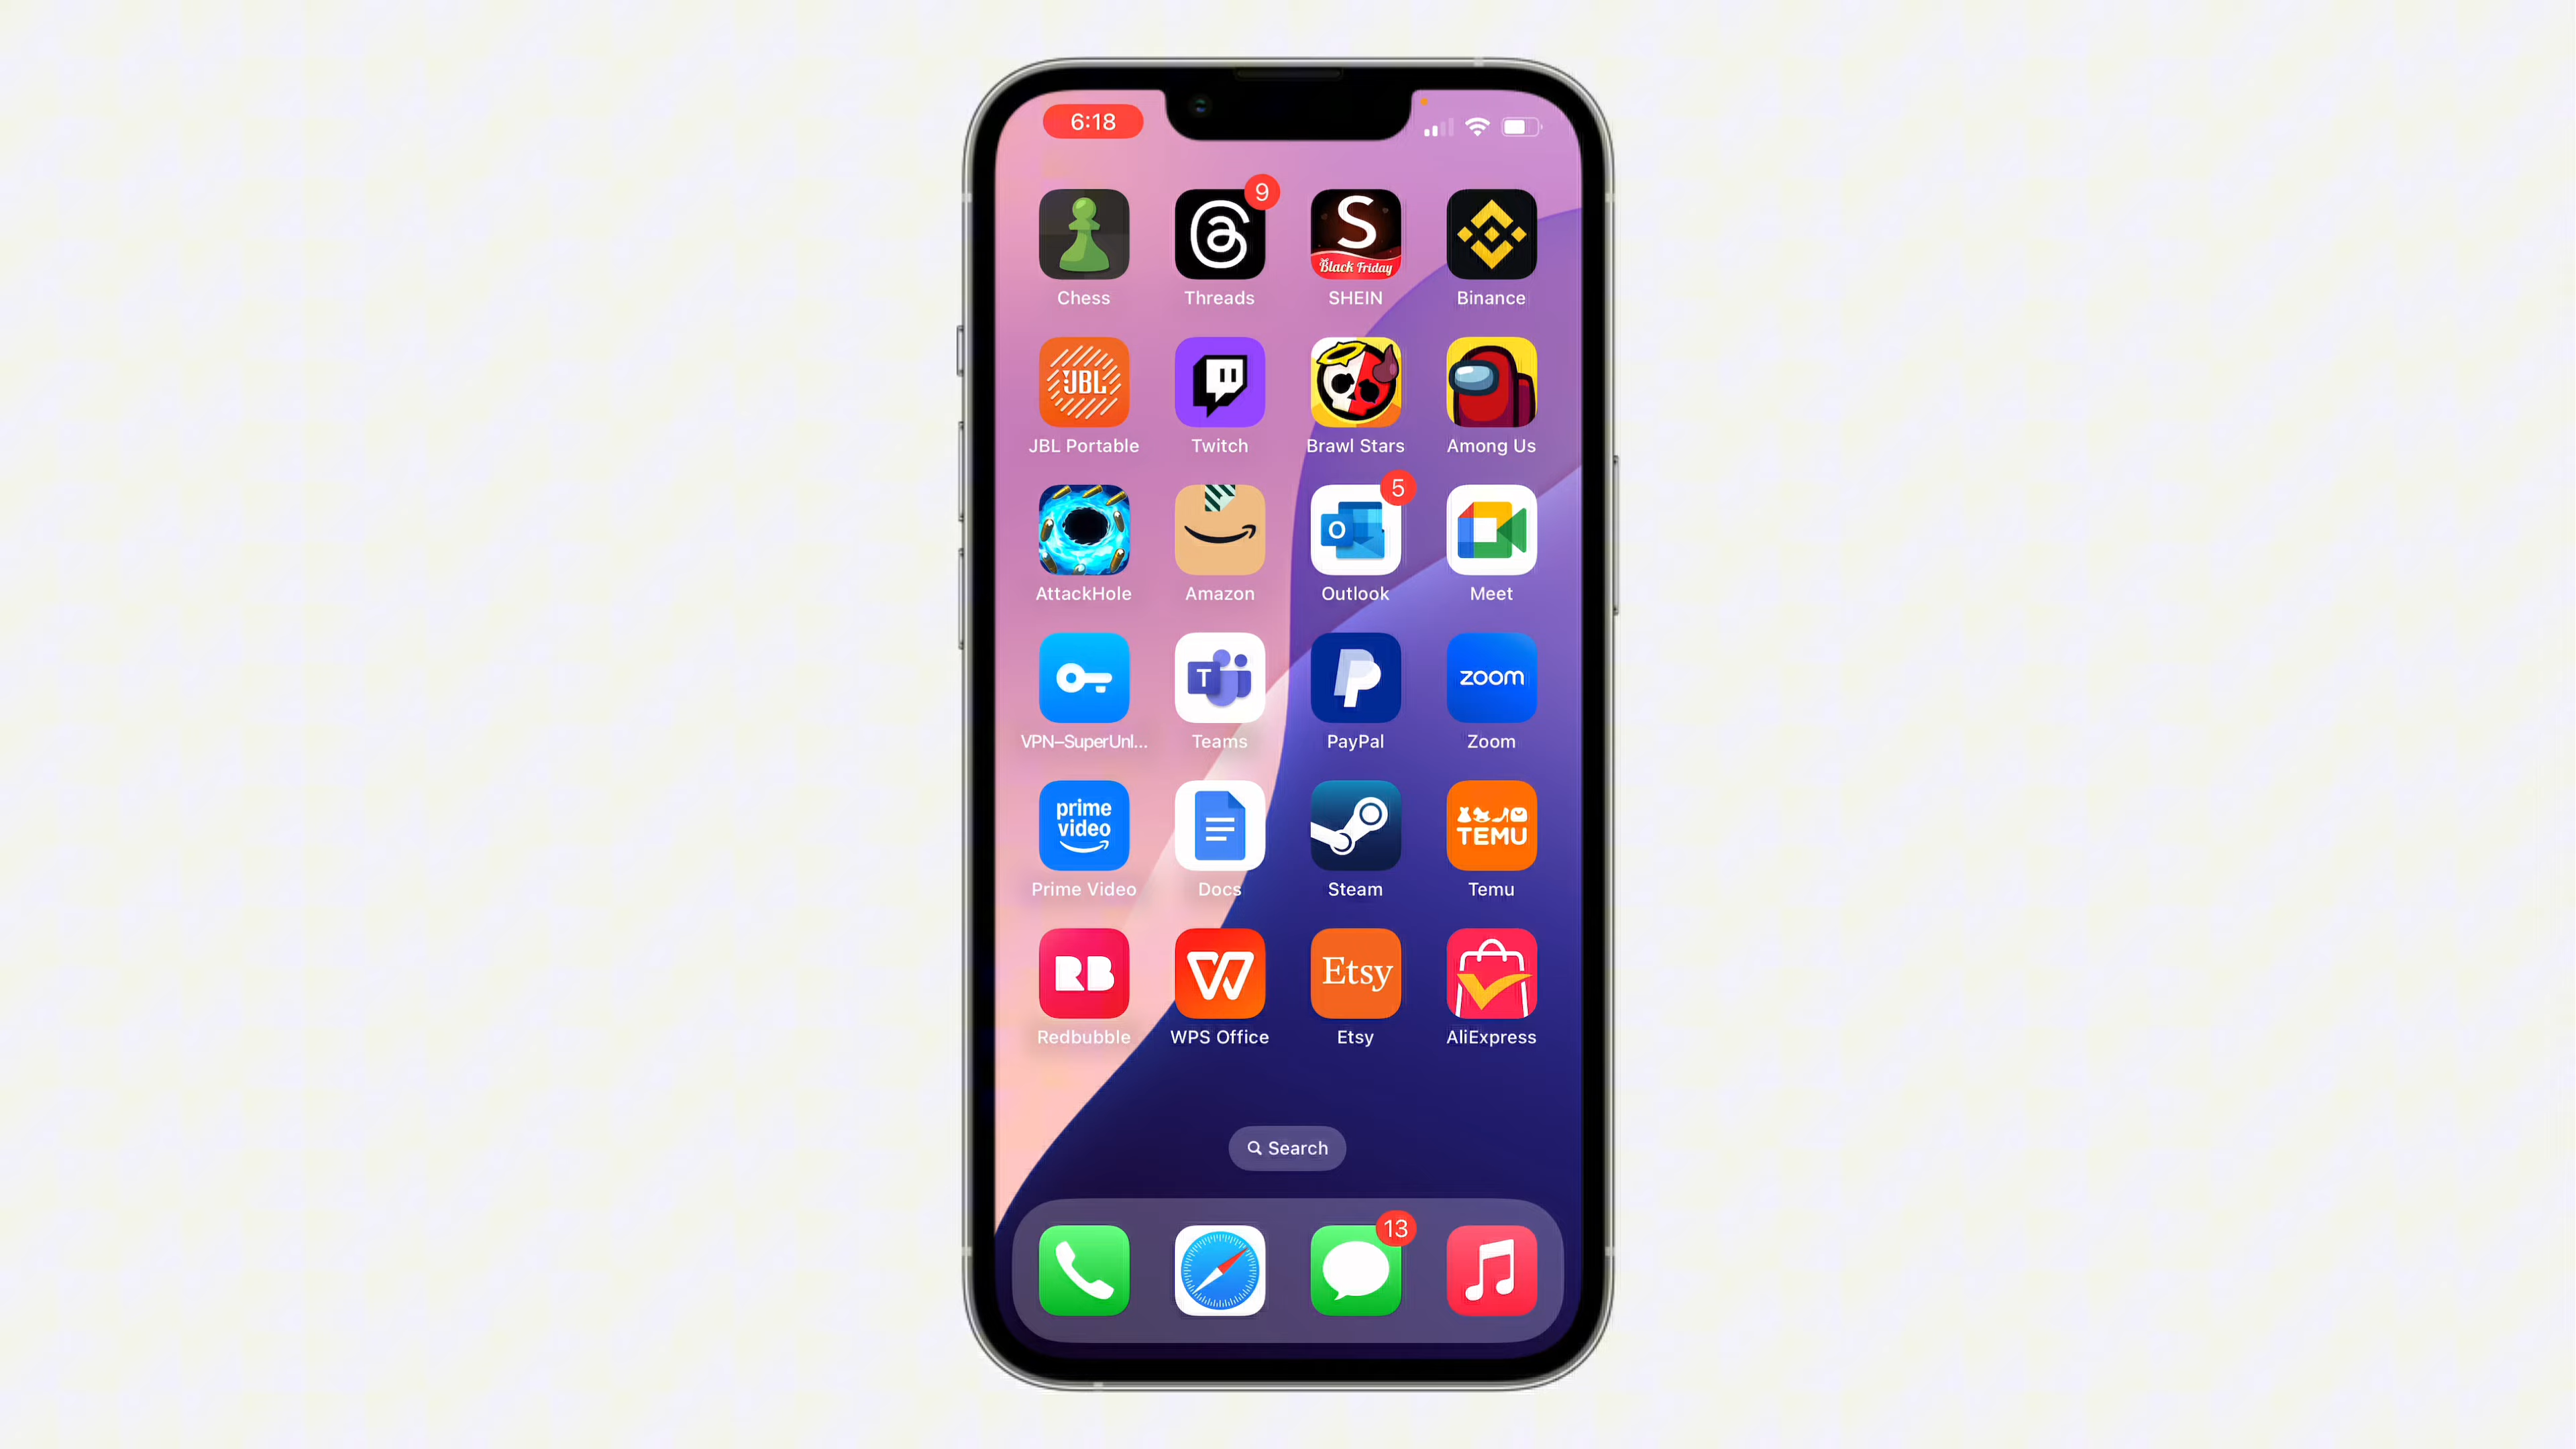 6:18
9
S
Black Friday
Chess
Threads
SHEIN
Binance
JBL
JBL Portable
Twitch
Brawl Stars
Among Us
5
O
AttackHole
Amazon
Outlook
Meet
T
zoom
VPN–SuperUnl...
Teams
PayPal
Zoom
prime
video
TEMU
Prime Video
Docs
Steam
Temu
RB
W
Etsy
Redbubble
WPS Office
Etsy
AliExpress
Search
13